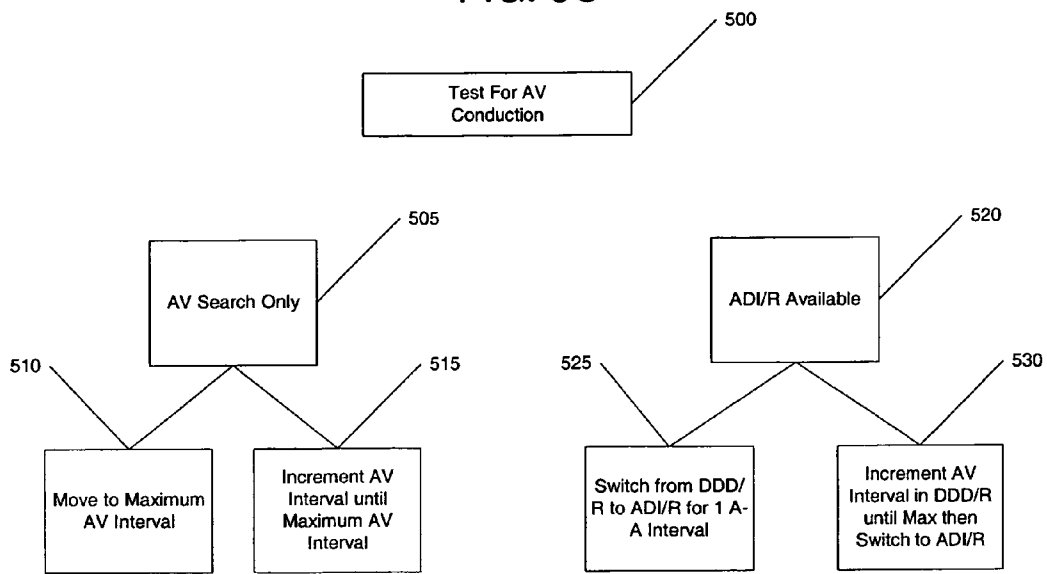 500
Test For AV
Conduction
505
AV Search Only
520
ADI/R Available
510
Move to Maximum
AV Interval
515
Increment AV
Interval until
Maximum AV
Interval
525
Switch from DDD/
R to ADI/R for 1 A-
A Interval
530
Increment AV
Interval in DDD/R
until Max then
Switch to ADI/R